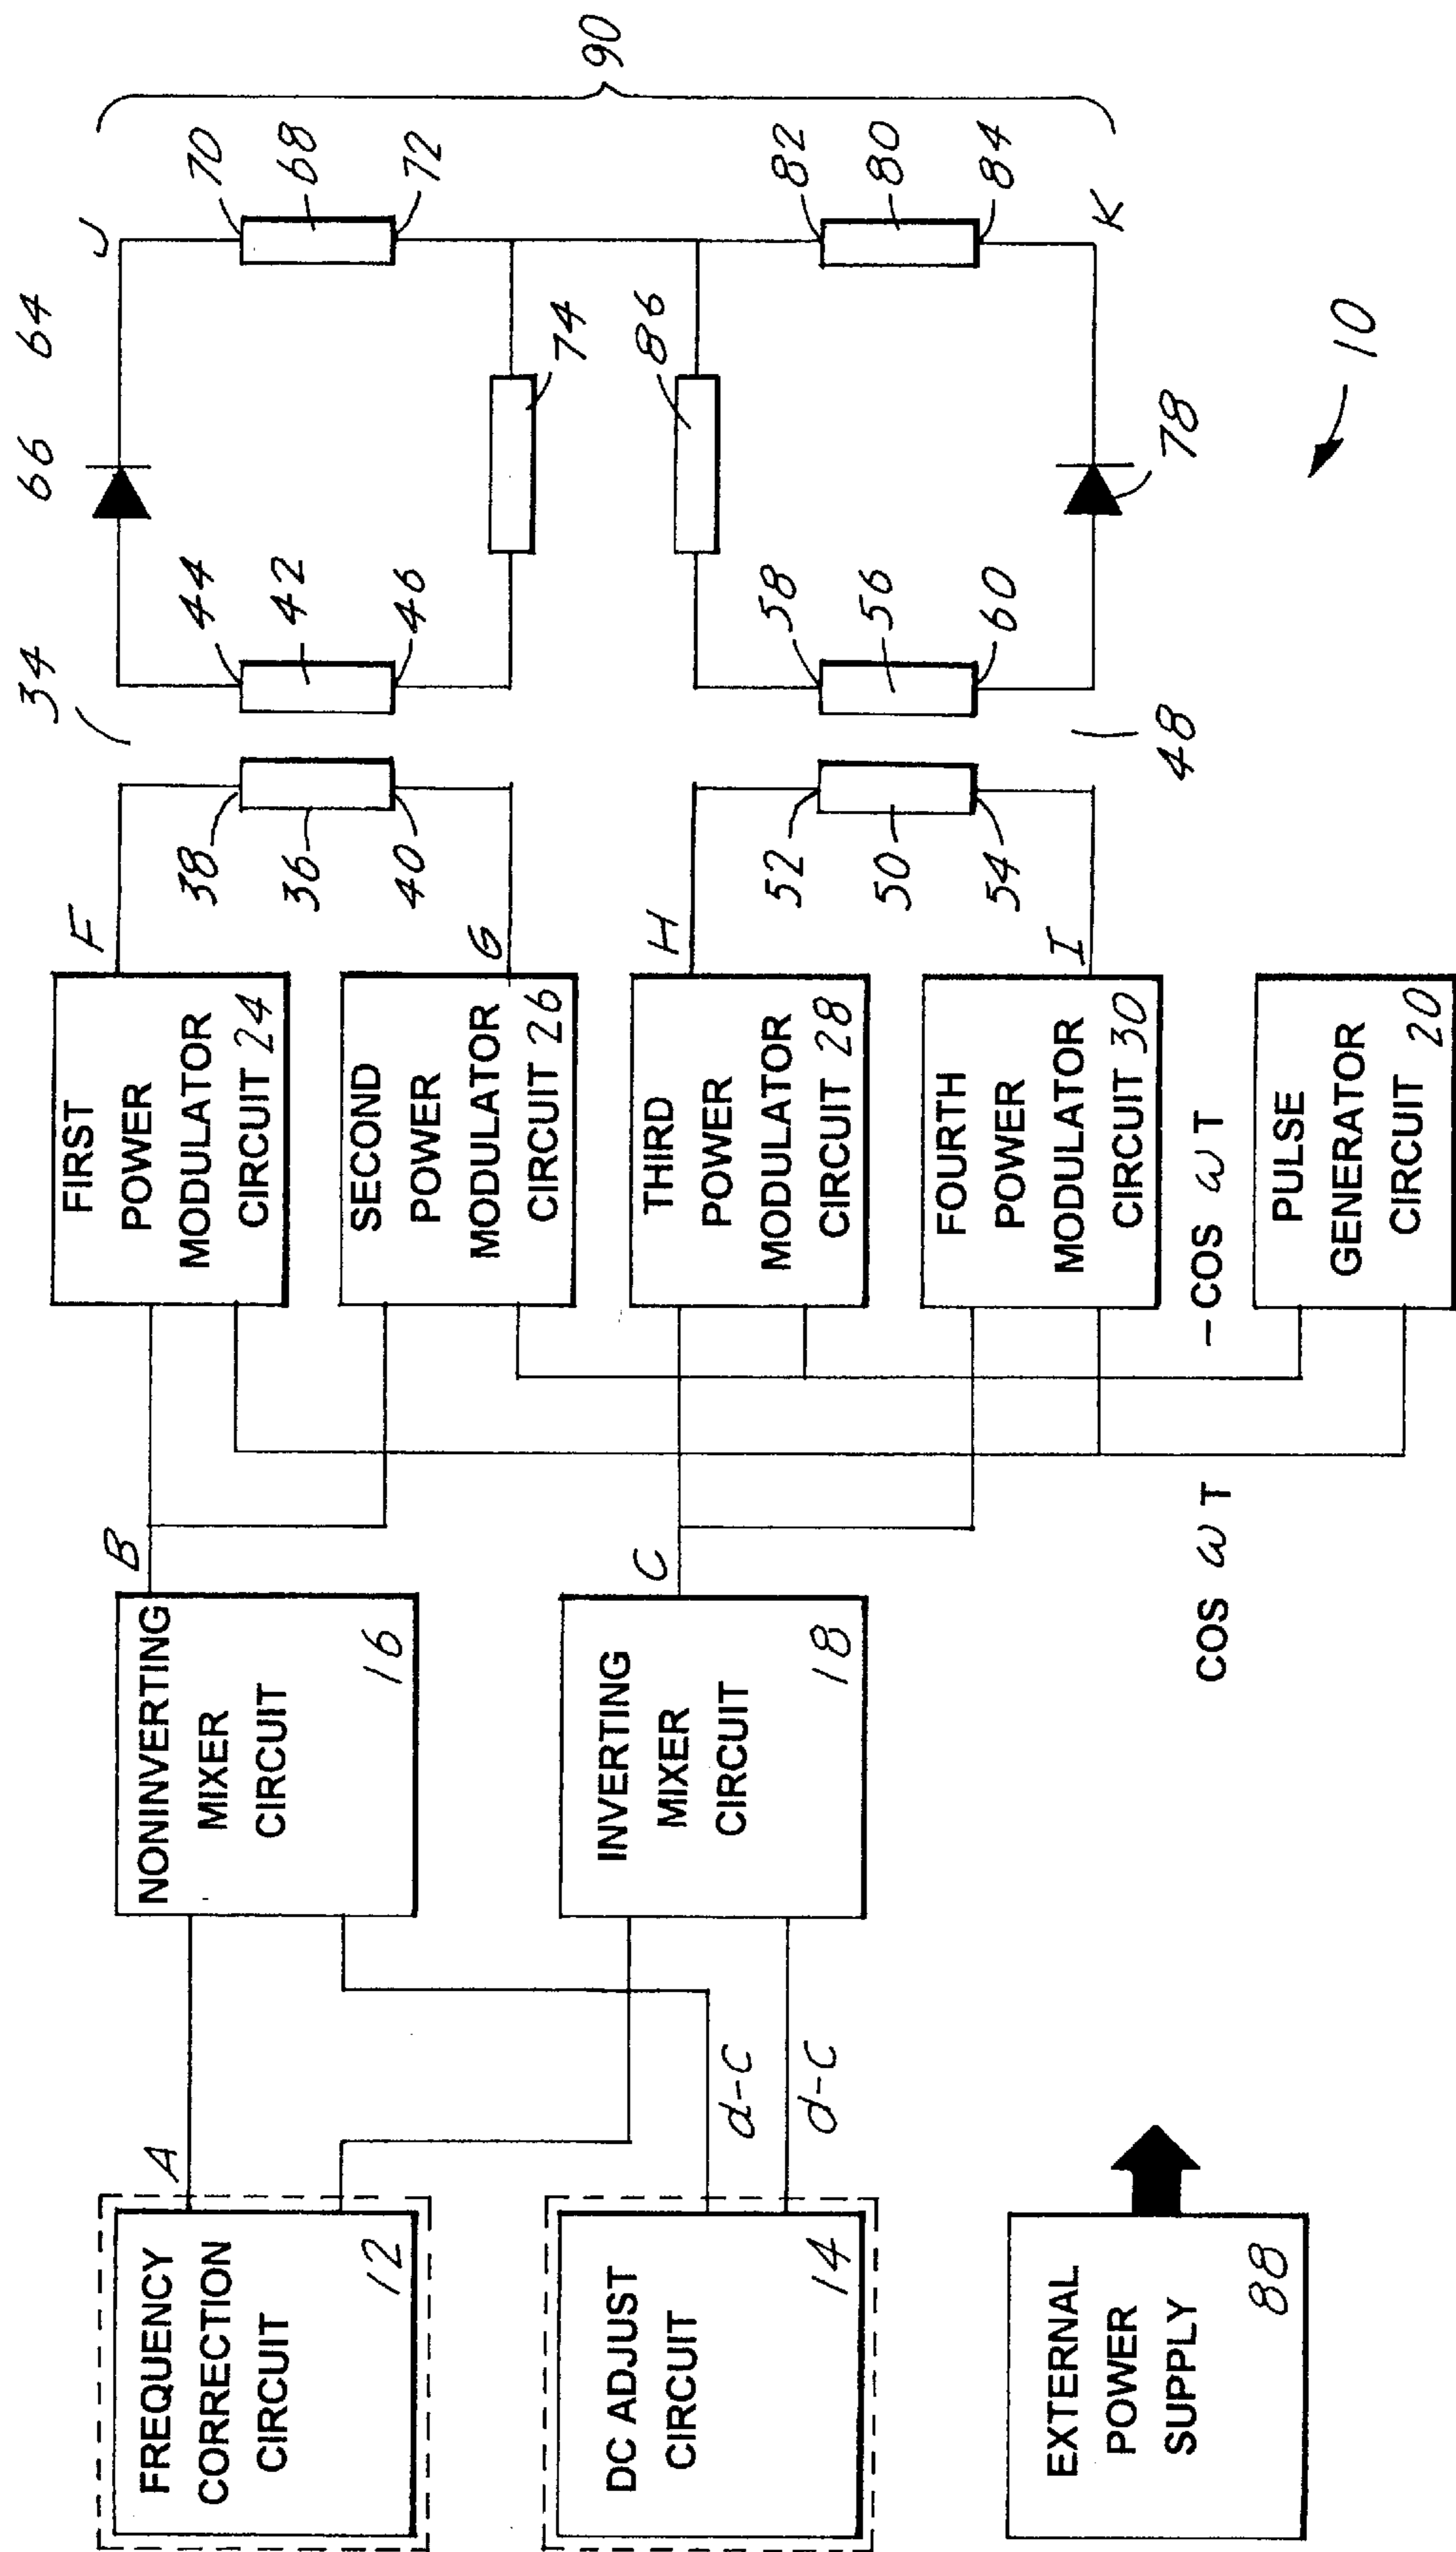 FREQUENCY
CORRECTION
CIRCUIT
12
DC ADJUST
CIRCUIT
14
EXTERNAL
POWER
SUPPLY
88
A
d-c
d-c
NONINVERTING
MIXER
CIRCUIT
16
INVERTING
MIXER
CIRCUIT
18
B
C
COS ω T
- COS ω T
FIRST
POWER
MODULATOR
CIRCUIT 24
SECOND
POWER
MODULATOR
CIRCUIT 26
THIRD
POWER
MODULATOR
CIRCUIT 28
FOURTH
POWER
MODULATOR
CIRCUIT 30
PULSE
GENERATOR
CIRCUIT
20
F
G
H
I
38
36
40
52
50
54
34
48
44
42
46
58
56
60
66
64
74
86
78
J
70
68
72
82
80
84
K
90
10